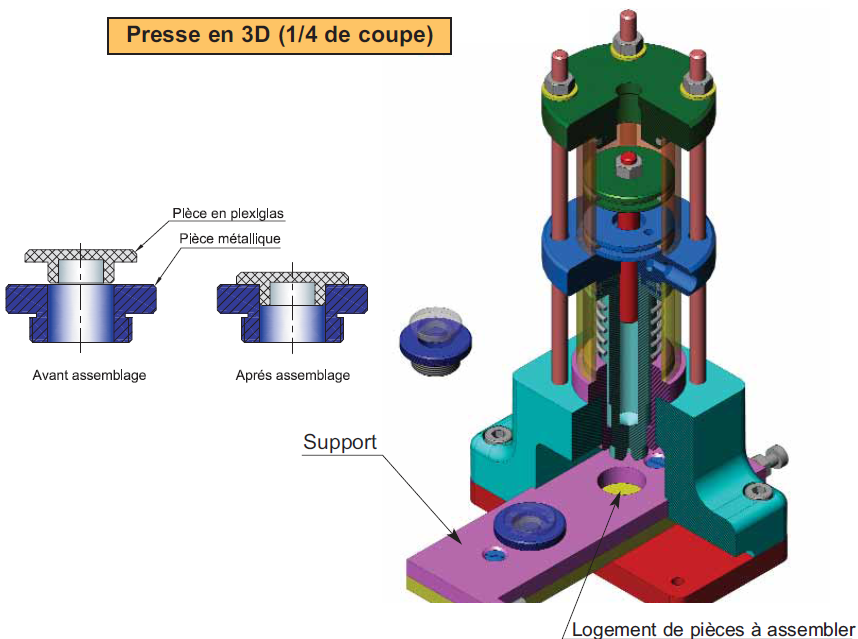 Presse en 3D (1/4 de coupe)
Pièce en plexiglas
Pièce métallique
Avant assemblage
Aprés assemblage
Support
Logement de pièces à assembler